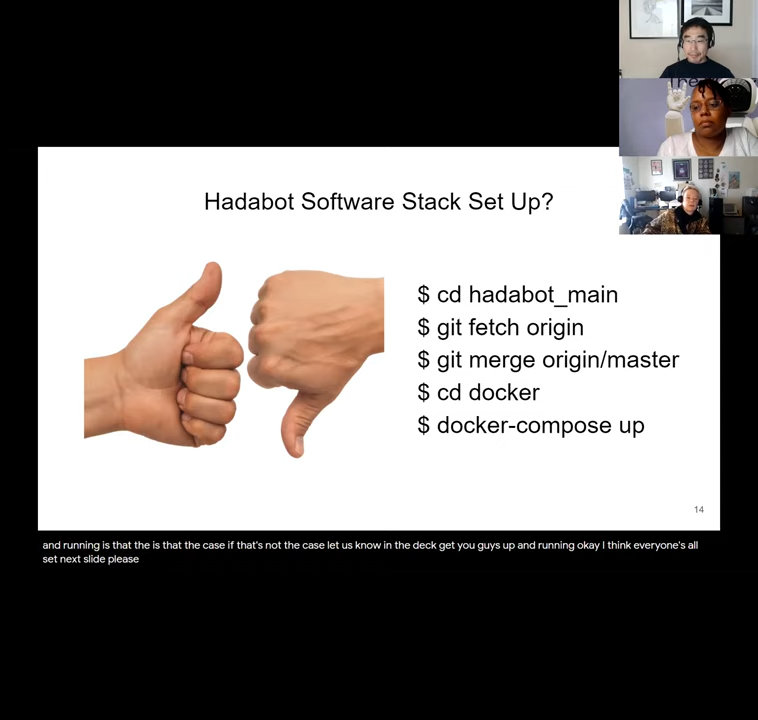 The
Hadabot Software Stack Set Up?
$ cd hadabot_main
$ git fetch origin
$ git merge origin/master
$ cd docker
$ docker-compose up
14
and running is that the is that the case if that's not the case let us know in the deck get you guys up and running okay I think everyone's all
set next slide please